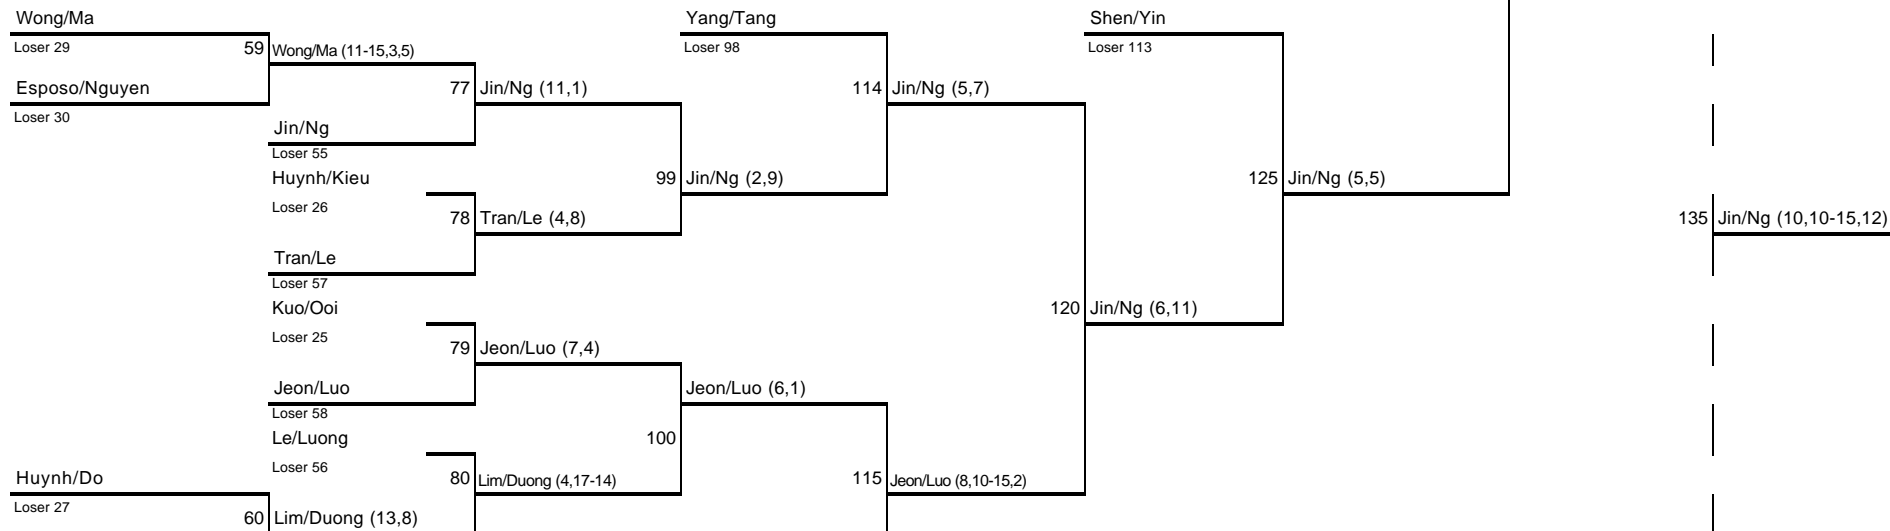 Wong/Ma
Yang/Tang
Shen/Yin
Loser 29
59
Wong/Ma (11-15,3,5)
Loser 98
Loser 113
Esposo/Nguyen
77
Jin/Ng (11,1)
114
Jin/Ng (5,7)
Loser 30
Jin/Ng
Loser 55
Huynh/Kieu
99
Jin/Ng (2,9)
125
Jin/Ng (5,5)
Loser 26
78
Tran/Le (4,8)
135
Jin/Ng (10,10-15,12)
Tran/Le
Loser 57
Kuo/Ooi
120
Jin/Ng (6,11)
Loser 25
79
Jeon/Luo (7,4)
Jeon/Luo
Jeon/Luo (6,1)
Loser 58
Le/Luong
100
Loser 56
Huynh/Do
80
Lim/Duong (4,17-14)
115
Jeon/Luo (8,10-15,2)
Loser 27
60
Lim/Duong (13,8)